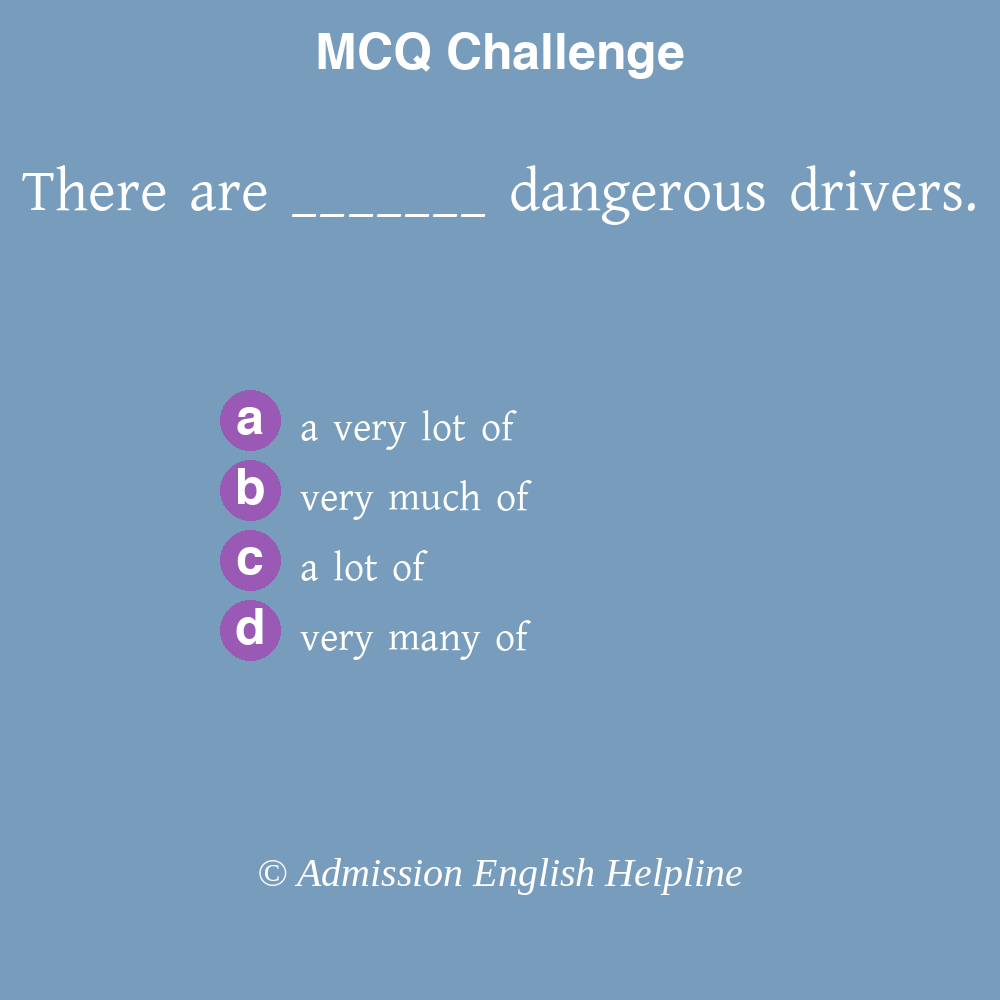 MCQ Challenge
There are _______ dangerous drivers.
a a very lot of
b very much of
c a lot of
d very many of
© Admission English Helpline